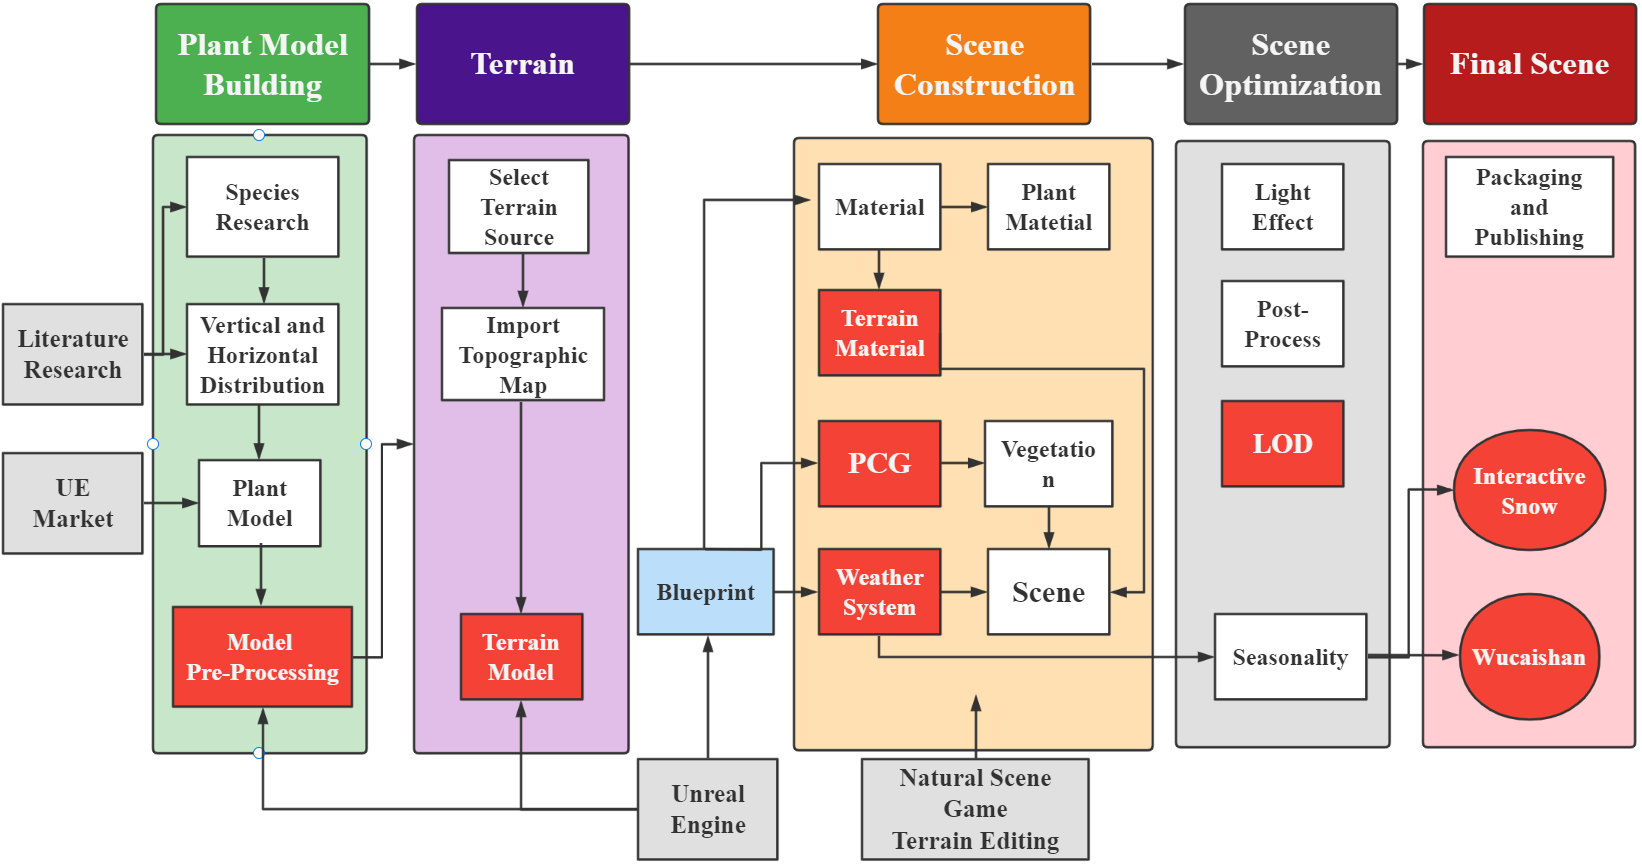 Plant Model
Building
Terrain
Scene
Construction
Scene
Optimization
Final Scene
Literature
Research
UE
Market
Species
Research
Vertical and
Horizontal
Distribution
Plant
Model
Model
Pre-Processing
Select
Terrain
Source
Import
Topographic
Map
Terrain
Model
Unreal
Engine
Blueprint
Material
Plant
Matetial
Terrain
Material
PCG
Vegetatio
n
Weather
System
Scene
Natural Scene
Game
Terrain Editing
Light
Effect
Post-
Process
LOD
Seasonality
Packaging
and
Publishing
Interactive
Snow
Wucaishan